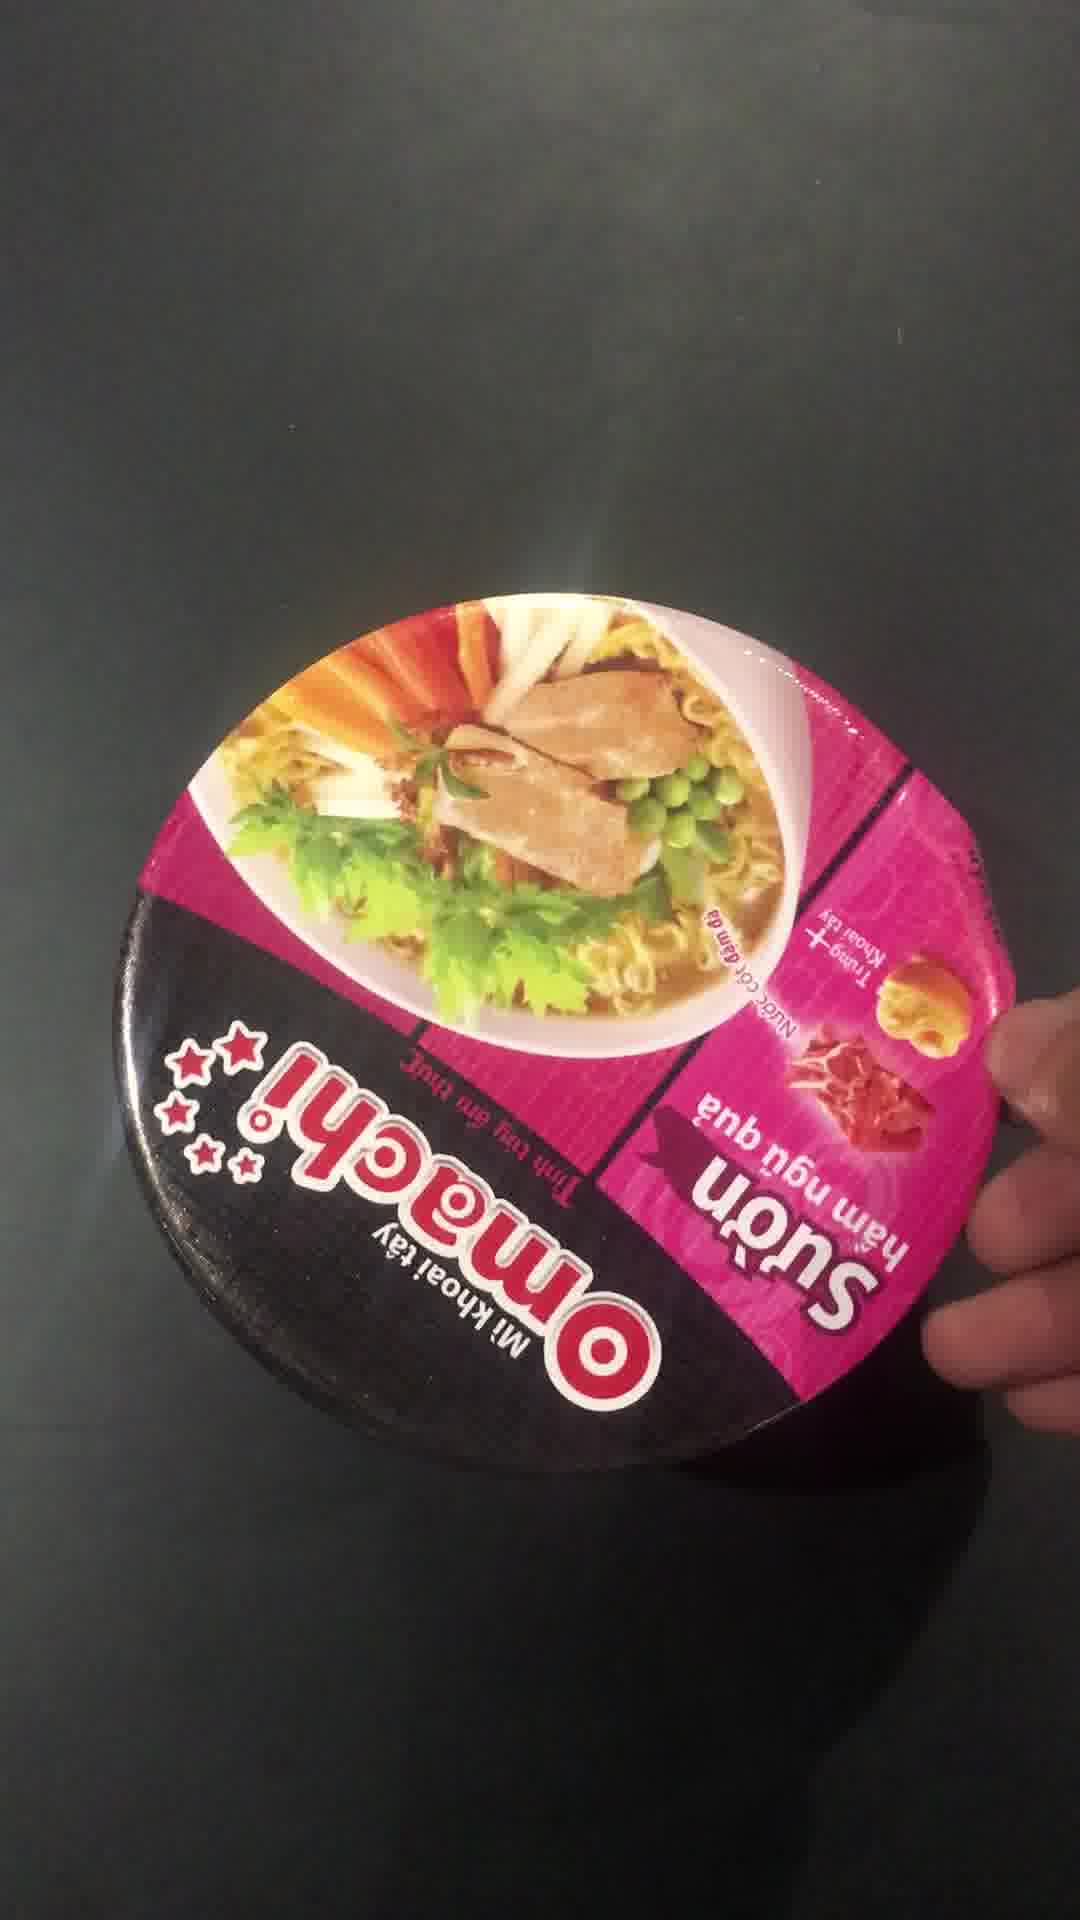 Mì khoai tây
Omachi
Tinh túy ẩm thực
Sườn
hầm ngũ quả
Nước cốt đậm đà
Trứng+
Khoai tây